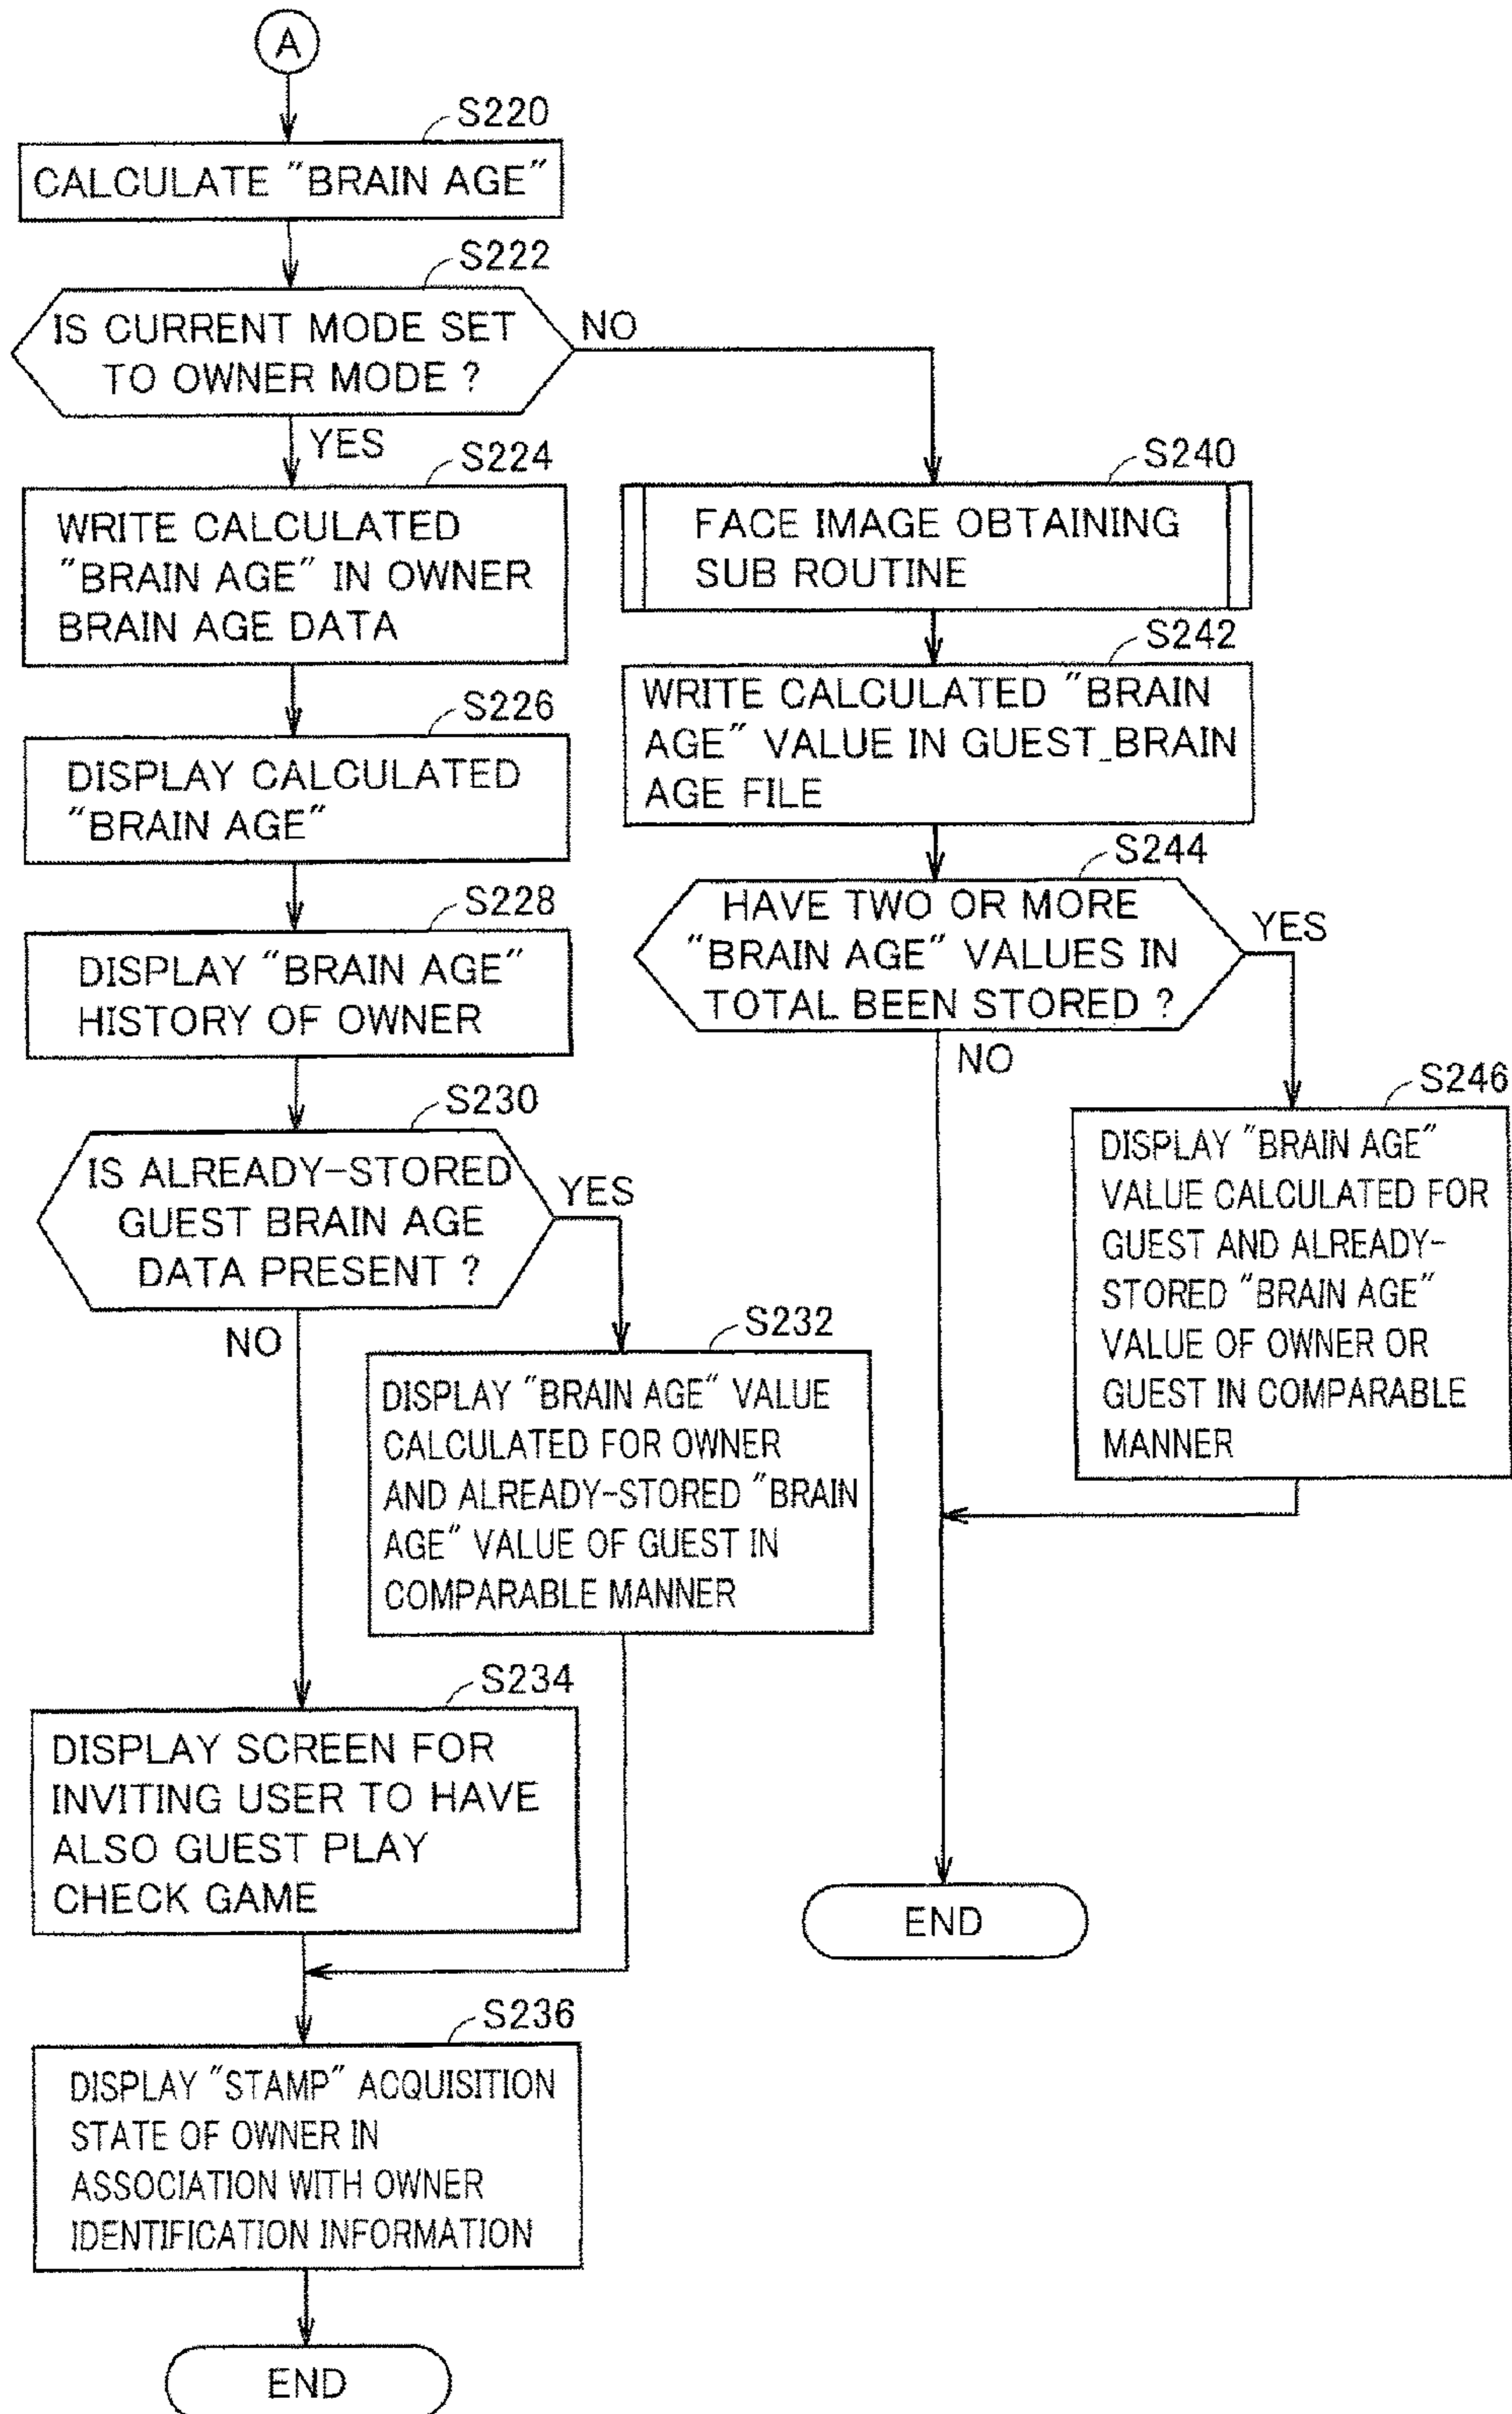 A
S220
CALCULATE "BRAIN AGE"
S222
IS CURRENT MODE SET
TO OWNER MODE ?
NO
YES
S224
WRITE CALCULATED
"BRAIN AGE" IN OWNER
BRAIN AGE DATA
S226
DISPLAY CALCULATED
"BRAIN AGE"
S228
DISPLAY "BRAIN AGE"
HISTORY OF OWNER
S230
IS ALREADY-STORED
GUEST BRAIN AGE
DATA PRESENT ?
YES
NO
S232
DISPLAY "BRAIN AGE" VALUE
CALCULATED FOR OWNER
AND ALREADY-STORED "BRAIN
AGE" VALUE OF GUEST IN
COMPARABLE MANNER
S234
DISPLAY SCREEN FOR
INVITING USER TO HAVE
ALSO GUEST PLAY
CHECK GAME
S236
DISPLAY "STAMP" ACQUISITION
STATE OF OWNER IN
ASSOCIATION WITH OWNER
IDENTIFICATION INFORMATION
END
S240
FACE IMAGE OBTAINING
SUB ROUTINE
S242
WRITE CALCULATED "BRAIN
AGE" VALUE IN GUEST_BRAIN
AGE FILE
S244
HAVE TWO OR MORE
"BRAIN AGE" VALUES IN
TOTAL BEEN STORED ?
YES
NO
S246
DISPLAY "BRAIN AGE"
VALUE CALCULATED FOR
GUEST AND ALREADY-
STORED "BRAIN AGE"
VALUE OF OWNER OR
GUEST IN COMPARABLE
MANNER
END